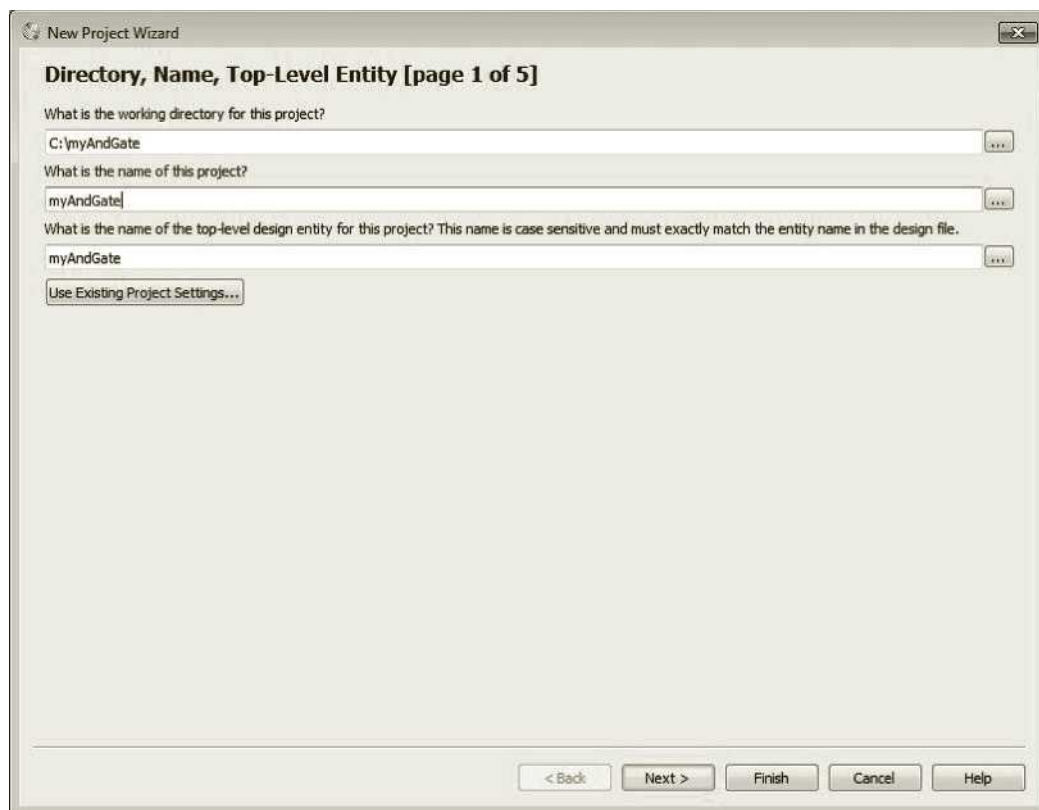 New Project Wizard
Directory, Name, Top-Level Entity [page 1 of 5]
What is the working directory for this project?
C:\myAndGate
...
What is the name of this project?
myAndGate
...
What is the name of the top-level design entity for this project? This name is case sensitive and must exactly match the entity name in the design file.
myAndGate
...
Use Existing Project Settings...
< Back
Next >
Finish
Cancel
Help